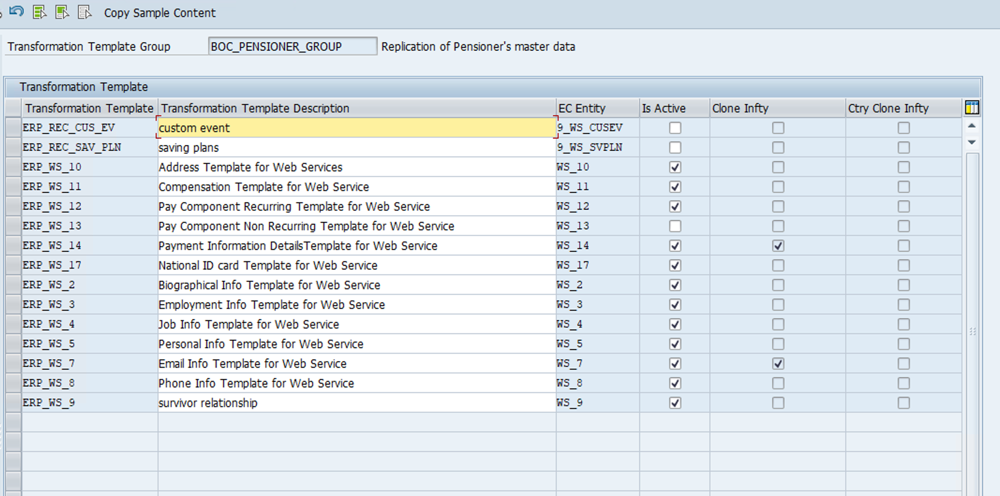 Copy Sample Content
Transformation Template Group BOC_PENSIONER_GROUP Replication of Pensioner's master data
Transformation Template
Transformation Template Transformation Template Description EC Entity Is Active Clone Infty Ctry Clone Infty
ERP_REC_CUS_EV custom event 9_WS_CUSEV
ERP_REC_SAV_PLN saving plans 9_WS_SVPLN
ERP_WS_10 Address Template for Web Services WS_10
ERP_WS_11 Compensation Template for Web Service WS_11
ERP_WS_12 Pay Component Recurring Template for Web Service WS_12
ERP_WS_13 Pay Component Non Recurring Template for Web Service WS_13
ERP_WS_14 Payment Information DetailsTemplate for Web Service WS_14
ERP_WS_17 National ID card Template for Web Service WS_17
ERP_WS_2 Biographical Info Template for Web Service WS_2
ERP_WS_3 Employment Info Template for Web Service WS_3
ERP_WS_4 Job Info Template for Web Service WS_4
ERP_WS_5 Personal Info Template for Web Service WS_5
ERP_WS_7 Email Info Template for Web Service WS_7
ERP_WS_8 Phone Info Template for Web Service WS_8
ERP_WS_9 survivor relationship WS_9